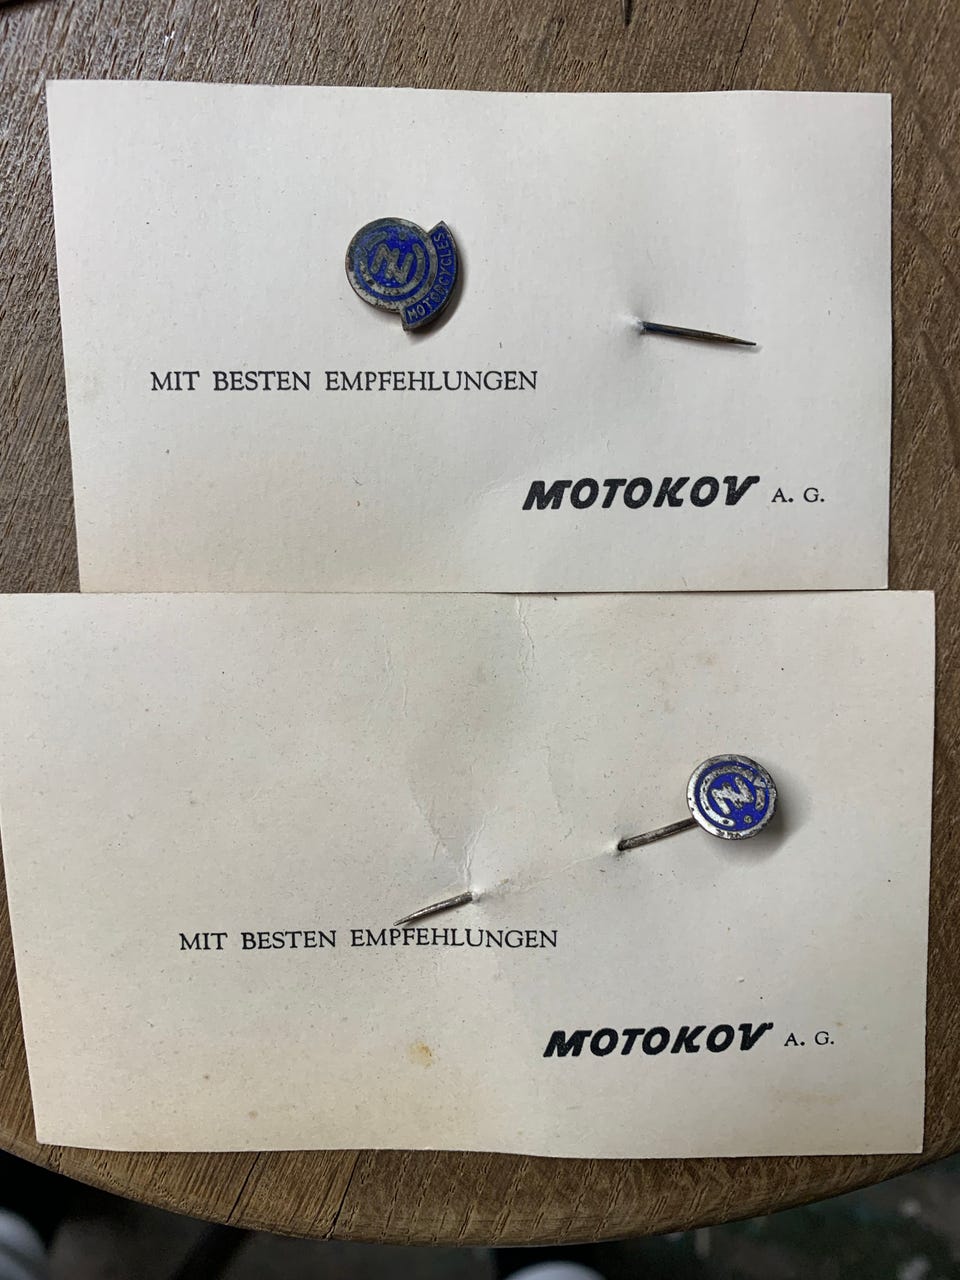 MOTORCYCLES
MIT BESTEN EMPFEHLUNGEN
MOTOKOV A. G.
MIT BESTEN EMPFEHLUNGEN
MOTOKOV A. G.